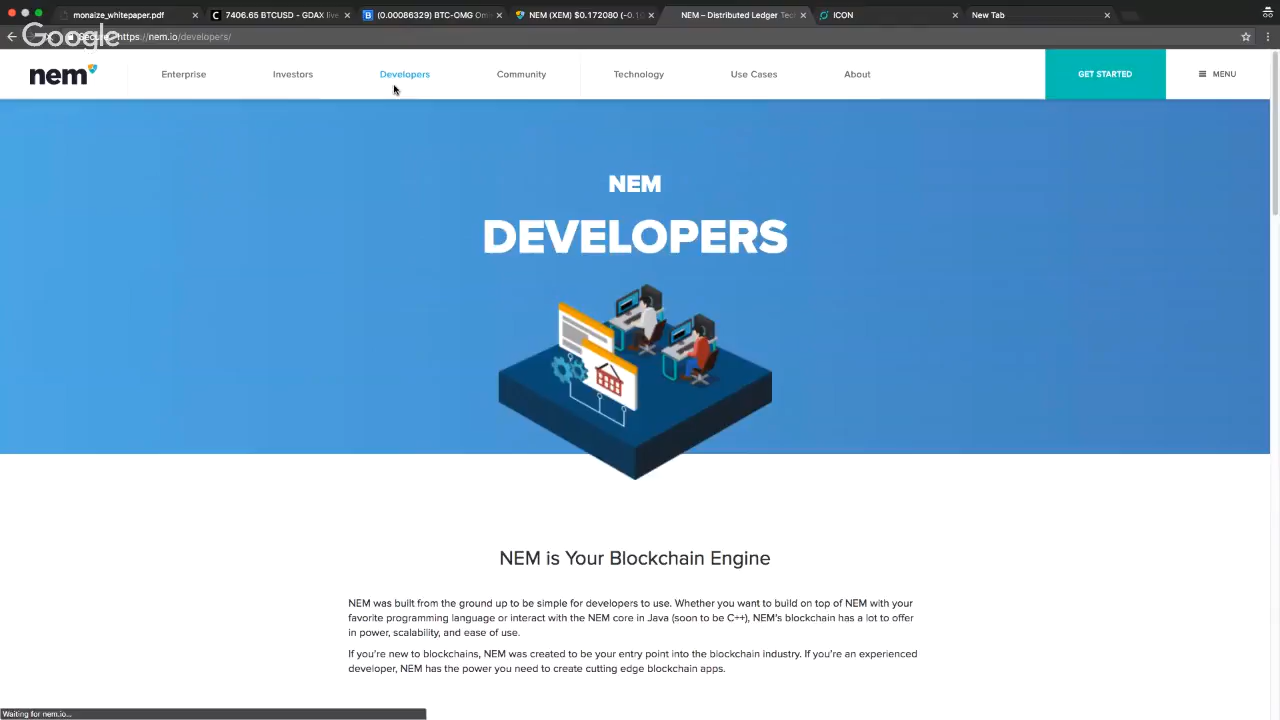 monaize_whitepaper.pdf
7406.65 BTCUSD - GDAX live
(0.00086329) BTC-OMG Omi
NEM (XEM) $0.172080 (-0.10
NEM – Distributed Ledger Tec
ICON
New Tab
Google
Secure https://nem.io/developers/
nem
Enterprise
Investors
Developers
Community
Technology
Use Cases
About
GET STARTED
MENU
NEM
DEVELOPERS
NEM is Your Blockchain Engine
NEM was built from the ground up to be simple for developers to use. Whether you want to build on top of NEM with your
favorite programming language or interact with the NEM core in Java (soon to be C++), NEM's blockchain has a lot to offer
in power, scalability, and ease of use.
If you're new to blockchains, NEM was created to be your entry point into the blockchain industry. If you're an experienced
developer, NEM has the power you need to create cutting edge blockchain apps.
Waiting for nem.io...